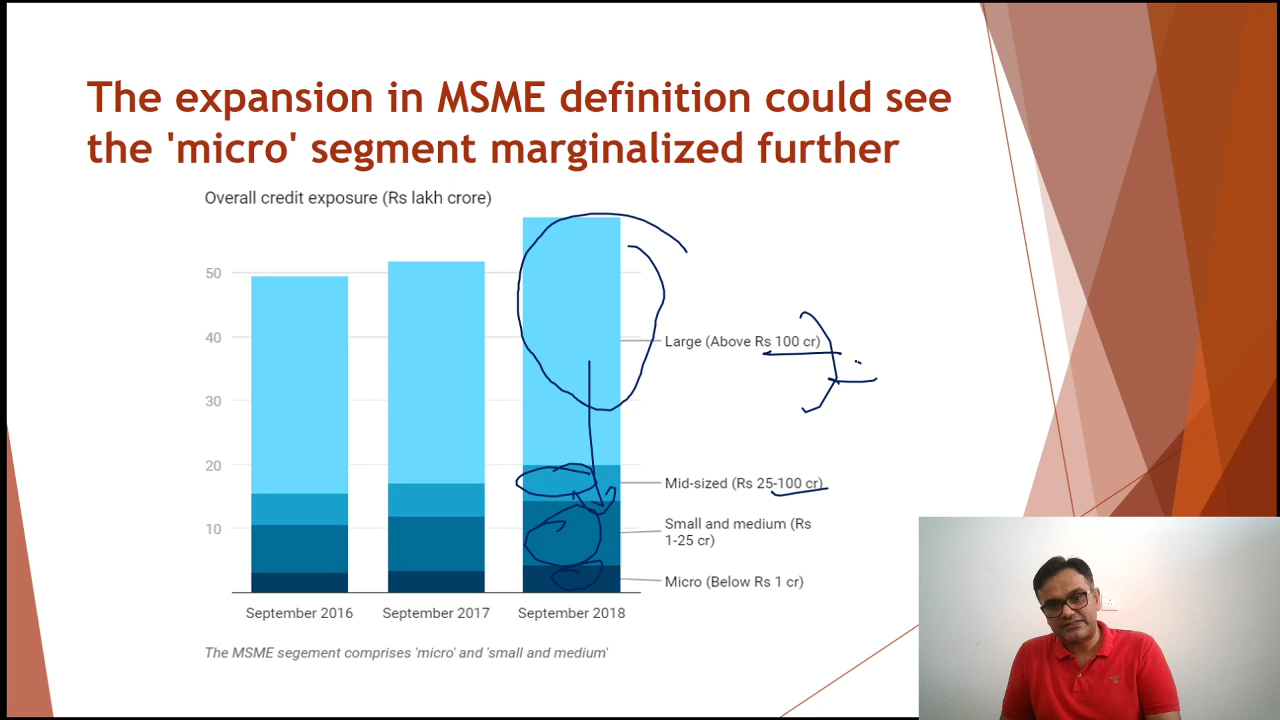 The expansion in MSME definition could see
the 'micro' segment marginalized further
Overall credit exposure (Rs lakh crore)
50
40
30
20
10
Large (Above Rs 100 cr)
Mid-sized (Rs 25-100 cr)
Small and medium (Rs
1-25 cr)
Micro (Below Rs 1 cr)
September 2016
September 2017
September 2018
The MSME segement comprises 'micro' and 'small and medium'